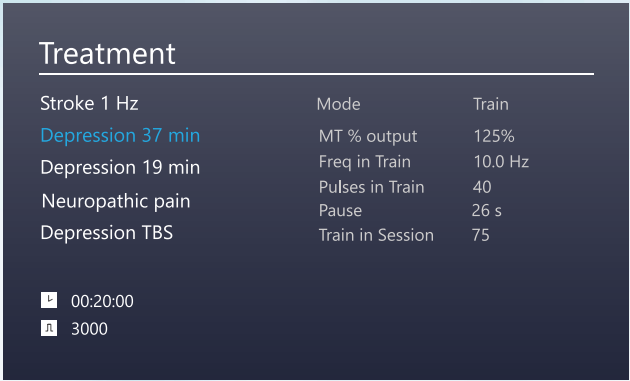 Treatment
Stroke 1 Hz
Depression 37 min
Depression 19 min
Neuropathic pain
Depression TBS
Mode Train
MT % output 125%
Freq in Train 10.0 Hz
Pulses in Train 40
Pause 26 s
Train in Session 75
00:20:00
3000